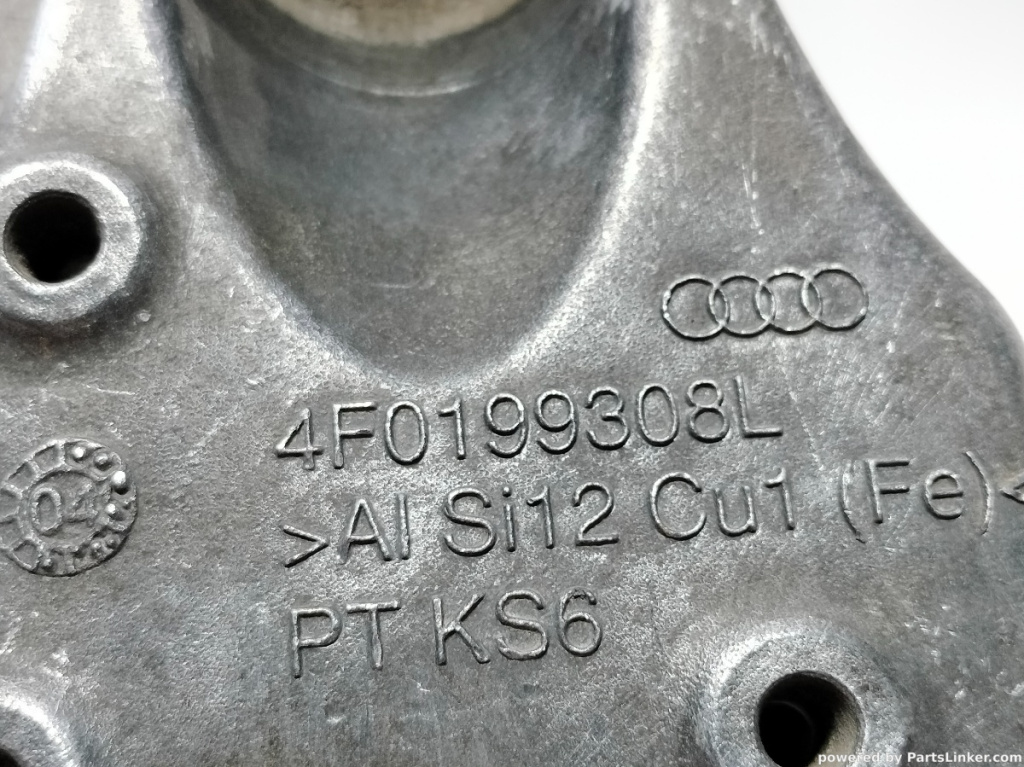 4F0199308L
>Al Si12 Cu1 (Fe)<
PT KS6
04
powered by PartsLinker.com